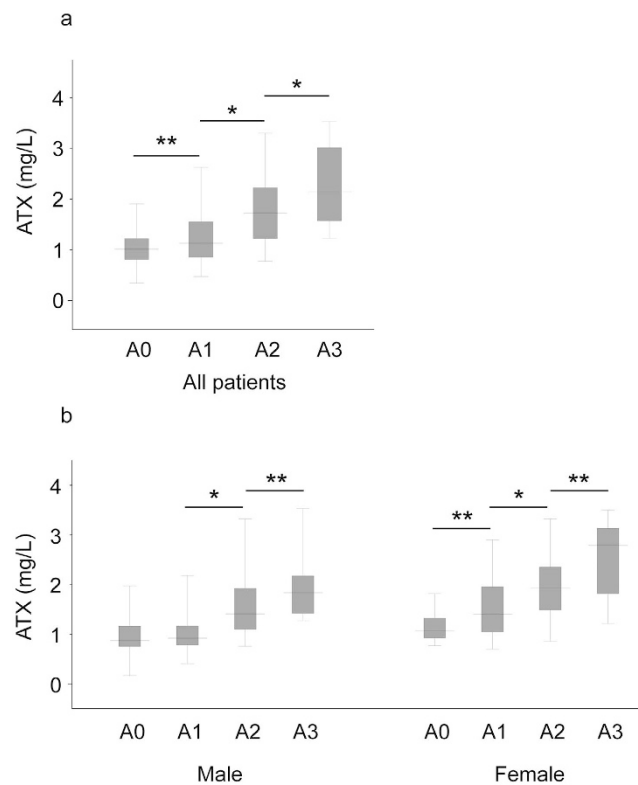 a
ATX (mg/L)
4
3
2
1
0
**
*
*
A0 A1 A2 A3
All patients
b
ATX (mg/L)
4
3
2
1
0
*
**
**
*
**
A0 A1 A2 A3 A0 A1 A2 A3
Male Female